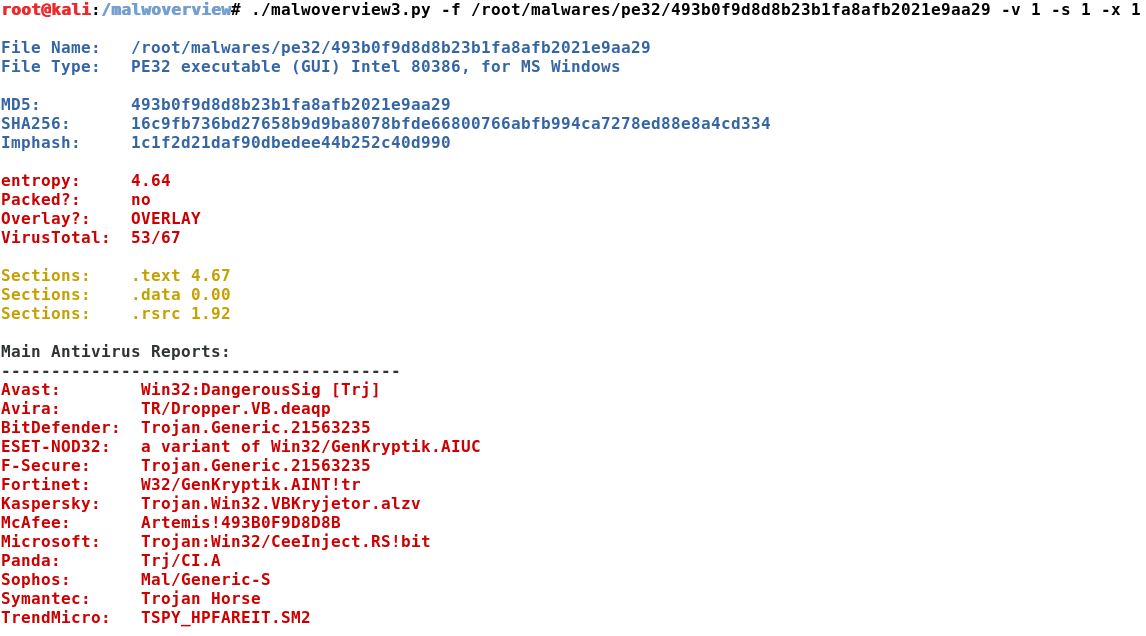 root@kali:/malwoverview# ./malwoverview3.py -f /root/malwares/pe32/493b0f9d8d8b23b1fa8afb2021e9aa29 -v 1 -s 1 -x 1
File Name: /root/malwares/pe32/493b0f9d8d8b23b1fa8afb2021e9aa29
File Type: PE32 executable (GUI) Intel 80386, for MS Windows
MD5: 493b0f9d8d8b23b1fa8afb2021e9aa29
SHA256: 16c9fb736bd27658b9d9ba8078bfde66800766abfb994ca7278ed88e8a4cd334
Imphash: 1c1f2d21daf90dbedee44b252c40d990
entropy: 4.64
Packed?: no
Overlay?: OVERLAY
VirusTotal: 53/67
Sections: .text 4.67
Sections: .data 0.00
Sections: .rsrc 1.92
Main Antivirus Reports:
----------------------------------------
Avast: Win32:DangerousSig [Trj]
Avira: TR/Dropper.VB.deaqp
BitDefender: Trojan.Generic.21563235
ESET-NOD32: a variant of Win32/GenKryptik.AIUC
F-Secure: Trojan.Generic.21563235
Fortinet: W32/GenKryptik.AINT!tr
Kaspersky: Trojan.Win32.VBKryjetor.alzv
McAfee: Artemis!493B0F9D8D8B
Microsoft: Trojan:Win32/CeeInject.RS!bit
Panda: Trj/CI.A
Sophos: Mal/Generic-S
Symantec: Trojan Horse
TrendMicro: TSPY_HPFAREIT.SM2